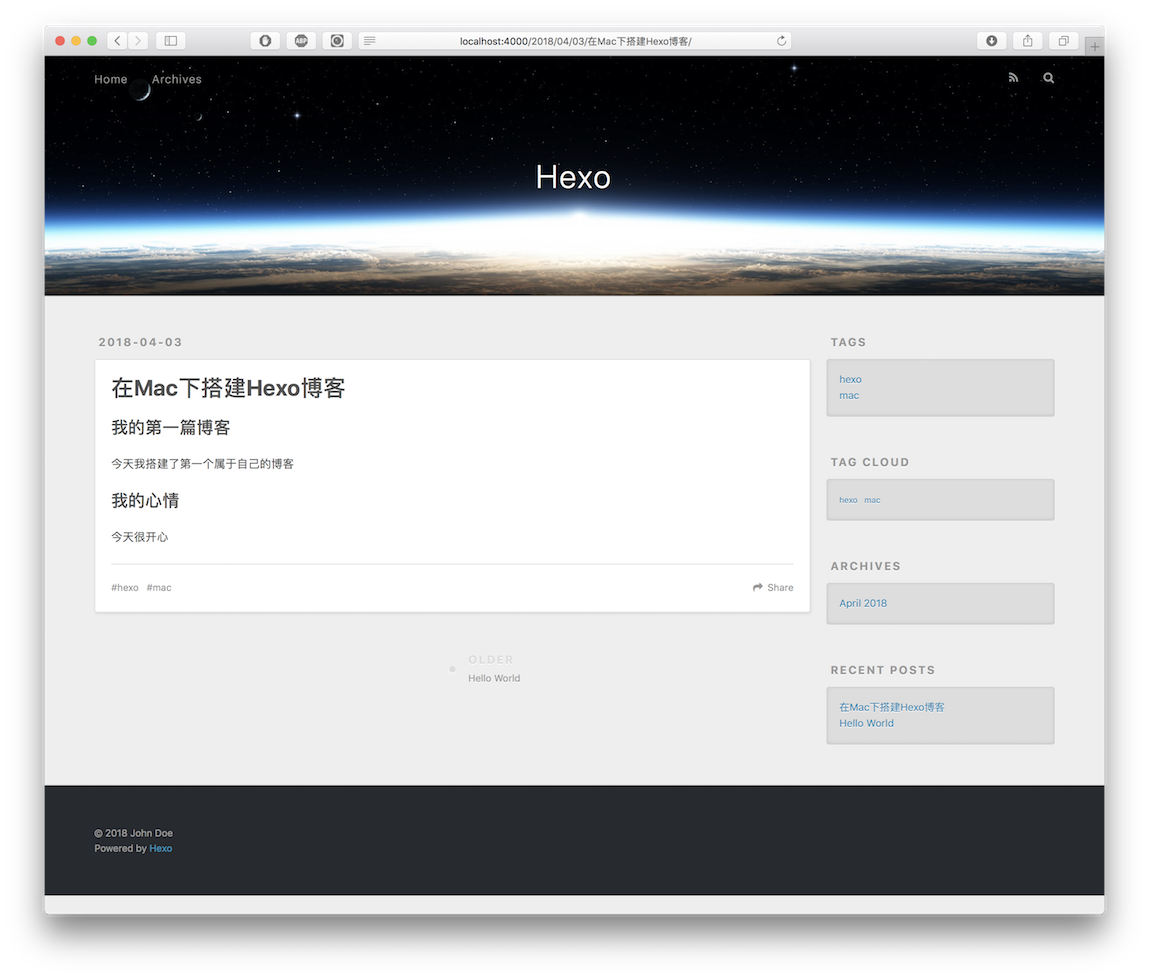 ABP
localhost:4000/2018/04/03/在Mac下搭建Hexo博客/
Home Archives
Hexo
2018-04-03
在Mac下搭建Hexo博客
我的第一篇博客
今天我搭建了第一个属于自己的博客
我的心情
今天很开心
#hexo #mac
Share
OLDER
Hello World
TAGS
hexo
mac
TAG CLOUD
hexo mac
ARCHIVES
April 2018
RECENT POSTS
在Mac下搭建Hexo博客
Hello World
© 2018 John Doe
Powered by Hexo